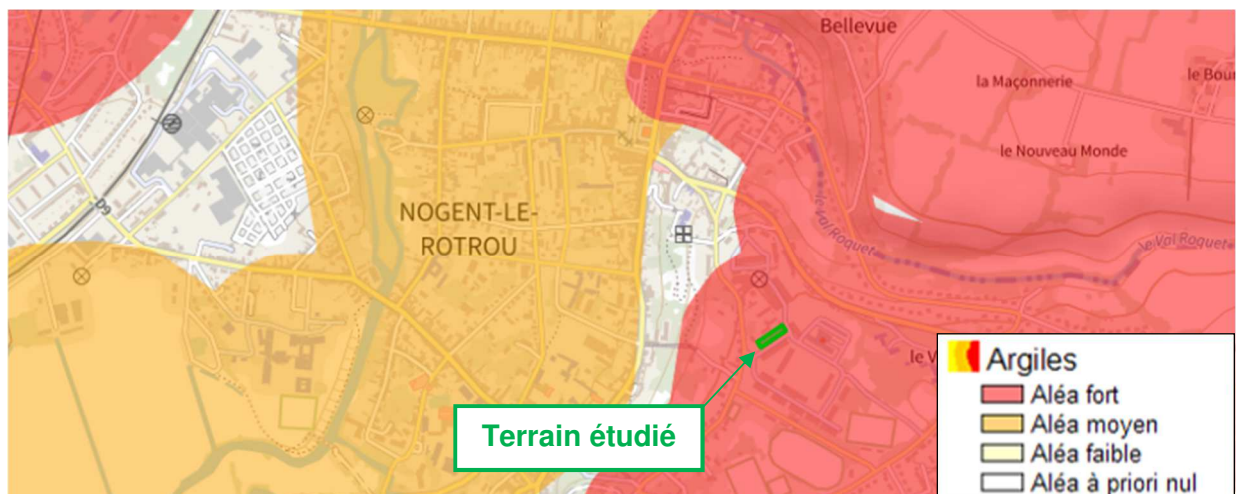 Bellevue
la Maçonnerie
le Bour
le Nouveau Monde
D9
NOGENT-LE-
ROTROU
le Val Roquet
le Val Roquet
le V
Terrain étudié
Argiles
Aléa fort
Aléa moyen
Aléa faible
Aléa à priori nul